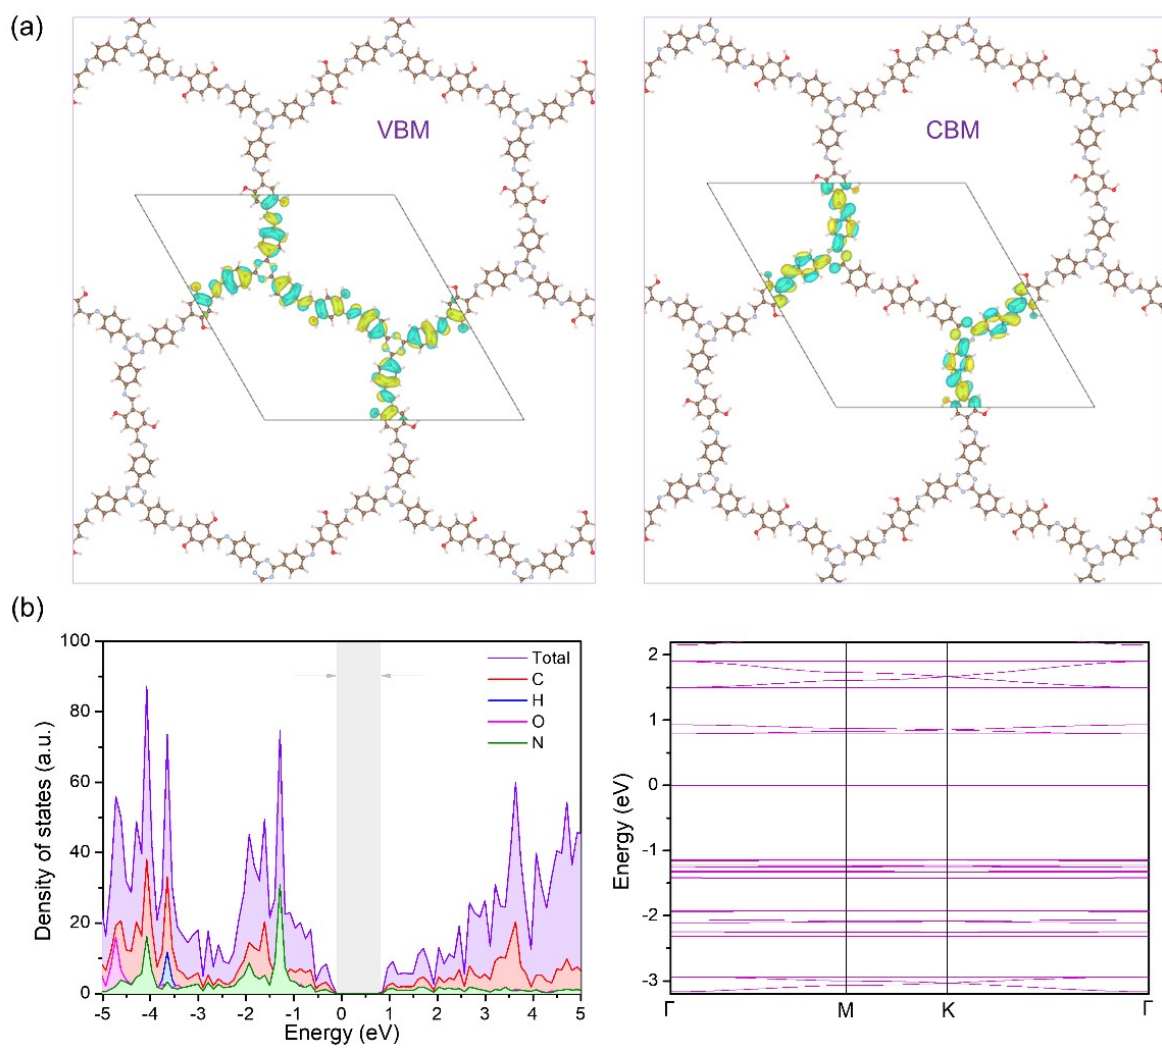 (a)
VBM
CBM
(b)
100
80
60
40
20
0
Density of states (a.u.)
-5 -4 -3 -2 -1 0 1 2 3 4 5
Energy (eV)
Total
C
H
O
N
2
1
0
-1
-2
-3
Energy (eV)
Γ M K Γ